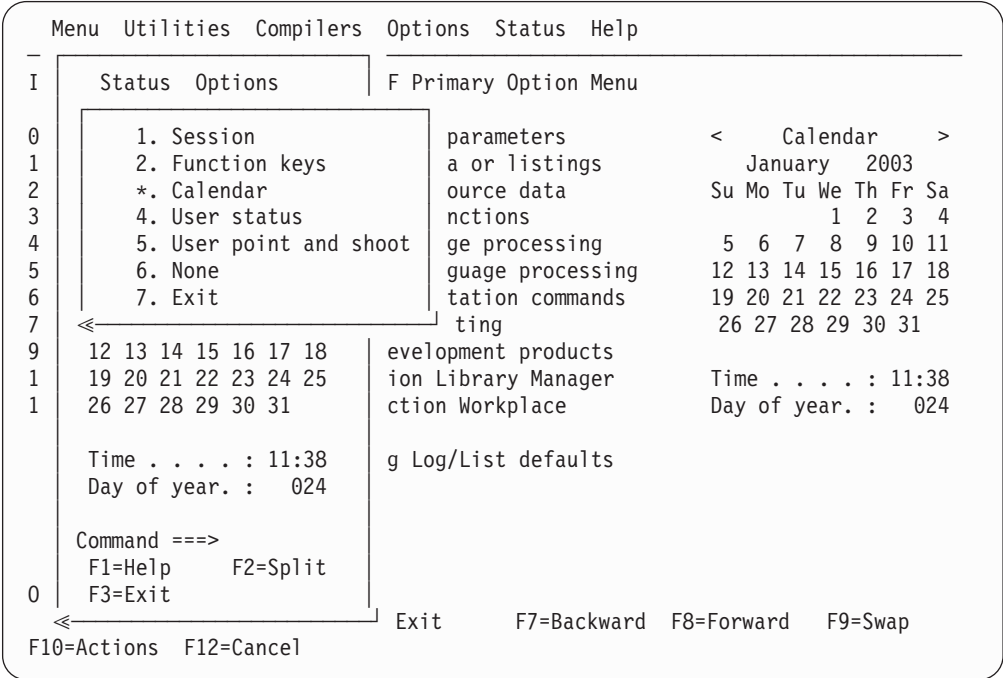 Menu Utilities Compilers Options Status Help
I Status Options F Primary Option Menu
0 1. Session parameters < Calendar >
1 2. Function keys a or listings January 2003
2 *. Calendar ource data Su Mo Tu We Th Fr Sa
3 4. User status nctions 1 2 3 4
4 5. User point and shoot ge processing 5 6 7 8 9 10 11
5 6. None guage processing 12 13 14 15 16 17 18
6 7. Exit tation commands 19 20 21 22 23 24 25
7 ting 26 27 28 29 30 31
9 12 13 14 15 16 17 18 evelopment products
1 19 20 21 22 23 24 25 ion Library Manager Time . . . . : 11:38
1 26 27 28 29 30 31 ction Workplace Day of year. : 024
Time . . . . : 11:38 g Log/List defaults
Day of year. : 024
Command ===>
F1=Help F2=Split
O F3=Exit
Exit F7=Backward F8=Forward F9=Swap
F10=Actions F12=Cancel